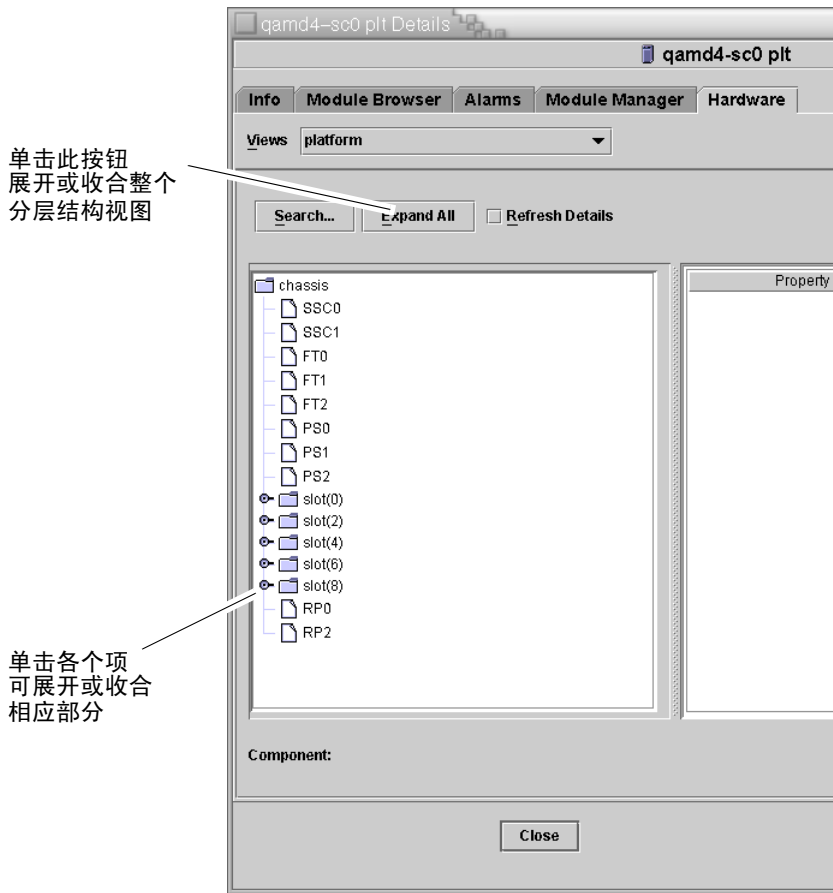 qamd4–sc0 plt Details
qamd4-sc0 plt
Info Module Browser Alarms Module Manager Hardware
Views platform
单击此按钮
展开或收合整个
分层结构视图
Search... Expand All Refresh Details
chassis
Property
SSC0
SSC1
FT0
FT1
FT2
PS0
PS1
PS2
slot(0)
slot(2)
slot(4)
slot(6)
slot(8)
RP0
RP2
单击各个项
可展开或收合
相应部分
Component:
Close